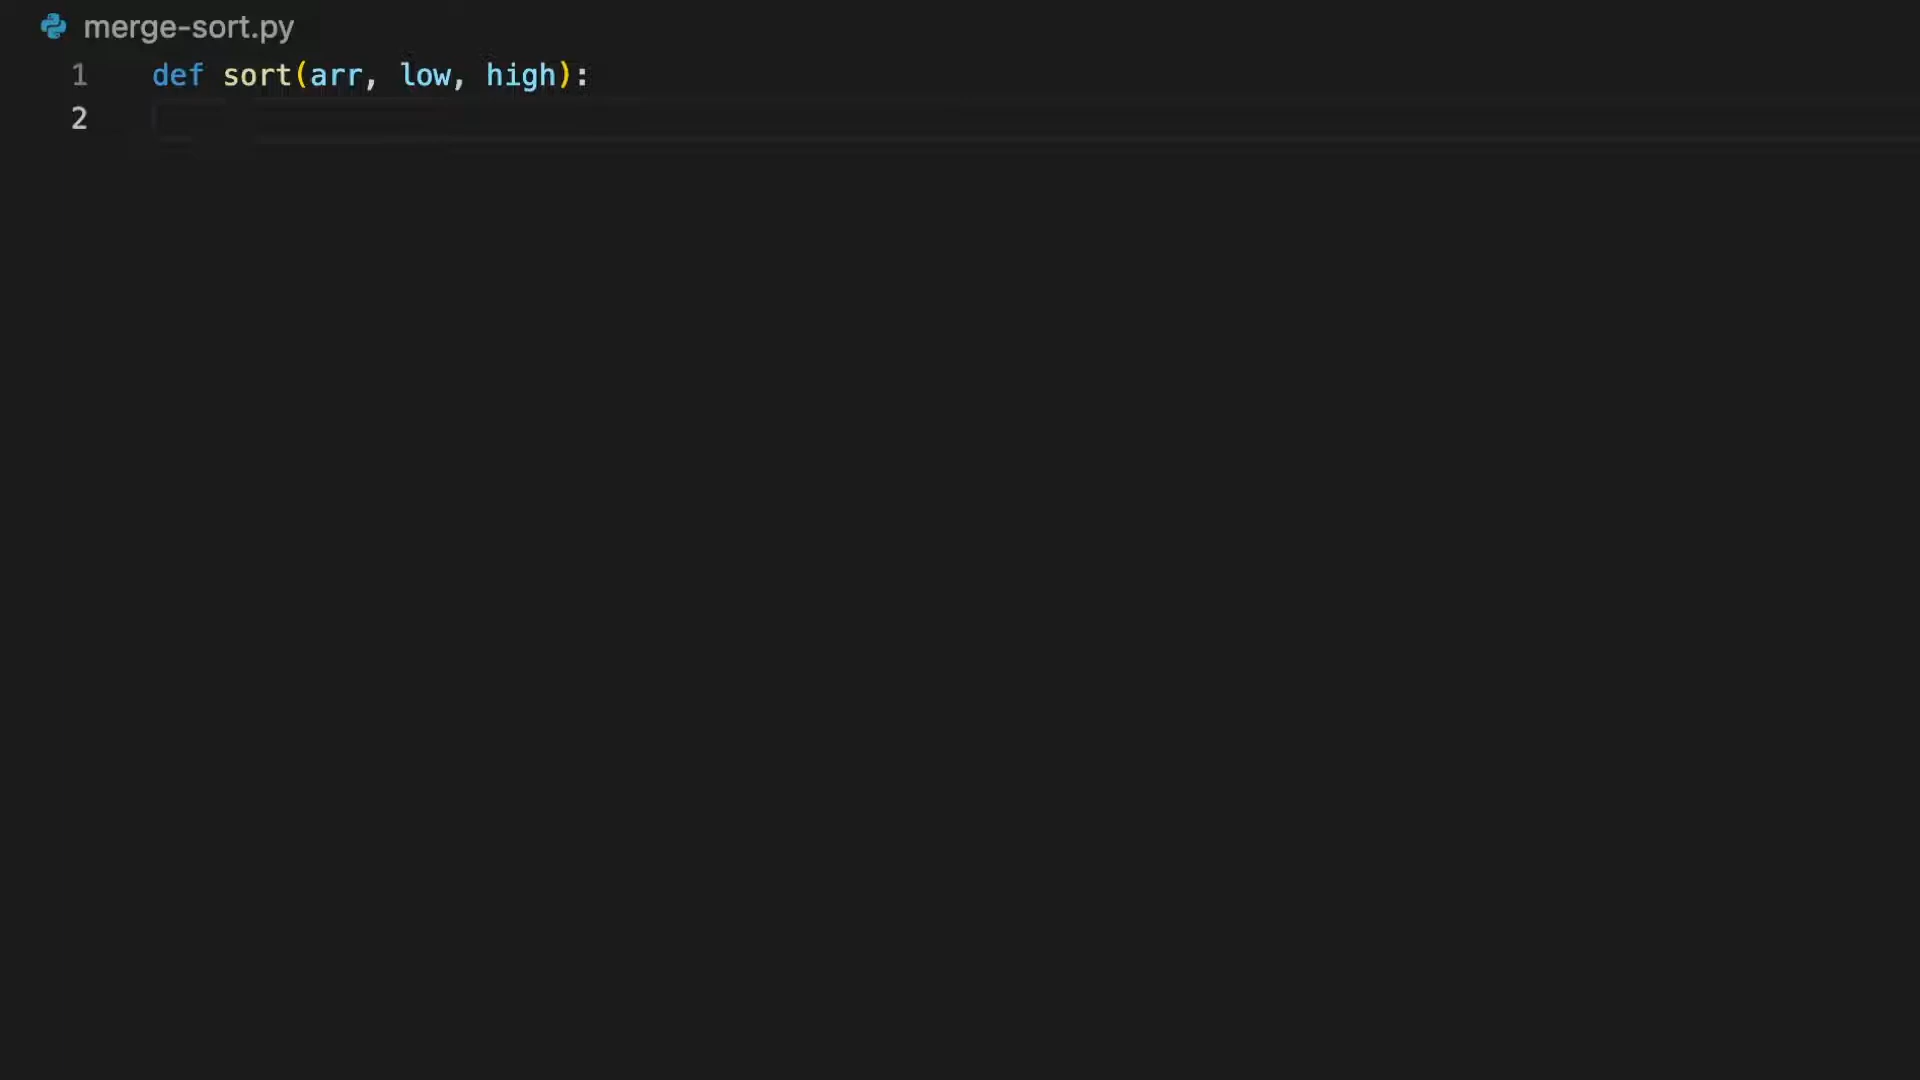 merge-sort.py
1 def sort(arr, low, high):
2